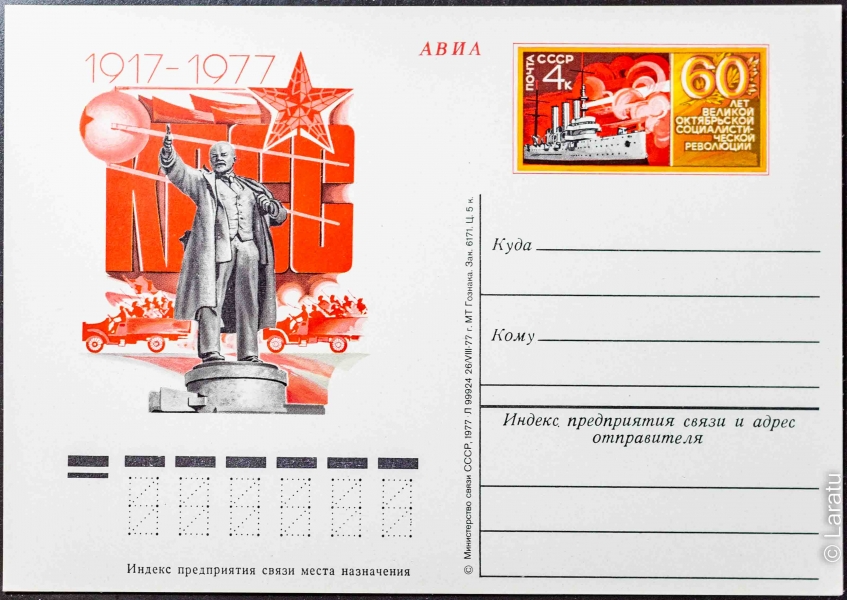 1917-1977
АВИА
ПОЧТА СССР
4к
60
ЛЕТ
ВЕЛИКОЙ
ОКТЯБРЬСКОЙ
СОЦИАЛИСТИ-
ЧЕСКОЙ
РЕВОЛЮЦИИ
Куда
Кому
Индекс предприятия связи и адрес
отправителя
© Министерство связи СССР, 1977 Л 99924 26/VIII-77 г. МТ Гознака. Зак. 6171. Ц. 5 к.
Индекс предприятия связи места назначения
© Laratu